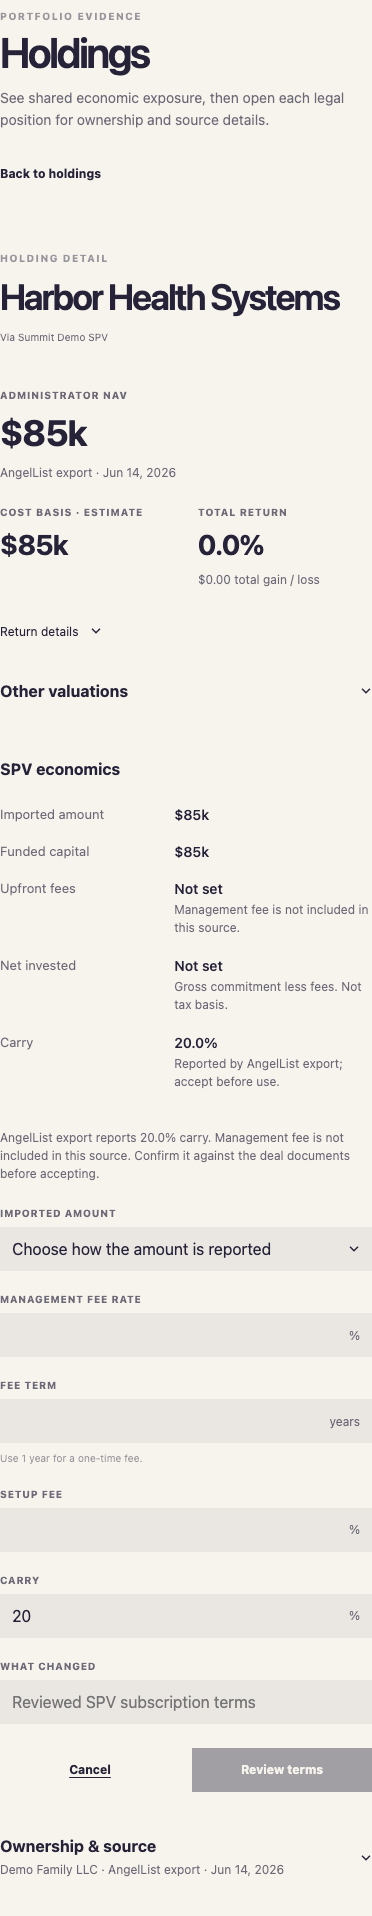 PORTFOLIO EVIDENCE
Holdings
See shared economic exposure, then open each legal
position for ownership and source details.
Back to holdings
HOLDING DETAIL
Harbor Health Systems
Via Summit Demo SPV
ADMINISTRATOR NAV
$85k
AngelList export · Jun 14, 2026
COST BASIS · ESTIMATE
$85k
TOTAL RETURN
0.0%
$0.00 total gain / loss
Return details
Other valuations
SPV economics
Imported amount
$85k
Funded capital
$85k
Upfront fees
Not set
Management fee is not included in
this source.
Net invested
Not set
Gross commitment less fees. Not
tax basis.
Carry
20.0%
Reported by AngelList export;
accept before use.
AngelList export reports 20.0% carry. Management fee is not
included in this source. Confirm it against the deal documents
before accepting.
IMPORTED AMOUNT
Choose how the amount is reported
MANAGEMENT FEE RATE
%
FEE TERM
years
Use 1 year for a one-time fee.
SETUP FEE
%
CARRY
20 %
WHAT CHANGED
Reviewed SPV subscription terms
Cancel
Review terms
Ownership & source
Demo Family LLC · AngelList export · Jun 14, 2026